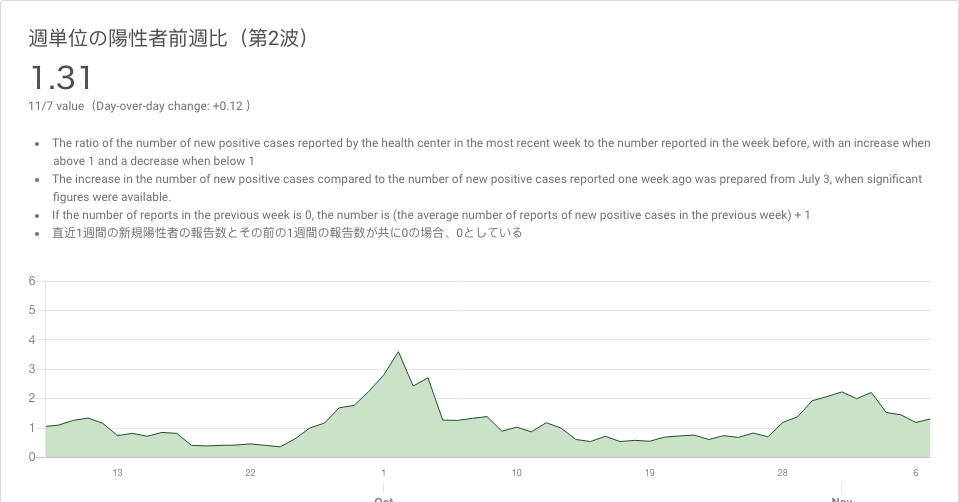 週単位の陽性者前週比（第2波）
1.31
11/7 value（Day-over-day change: +0.12 ）
• The ratio of the number of new positive cases reported by the health center in the most recent week to the number reported in the week before, with an increase when
above 1 and a decrease when below 1
• The increase in the number of new positive cases compared to the number of new positive cases reported one week ago was prepared from July 3, when significant
figures were available.
• If the number of reports in the previous week is 0, the number is (the average number of reports of new positive cases in the previous week) + 1
• 直近1週間の新規陽性者の報告数とその前の1週間の報告数が共に0の場合、0としている
6
5
4
3
2
1
0
13 22 1 10 19 28 6
Oct Nov